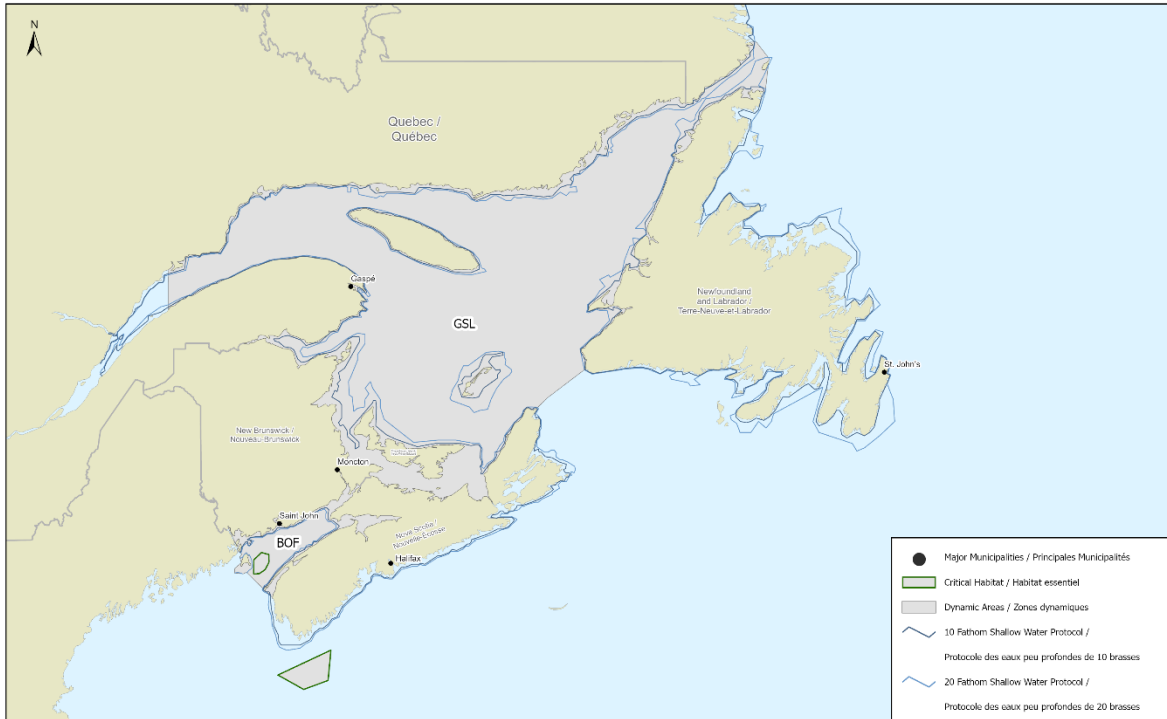 N
Quebec /
Québec
Gaspé
GSL
Newfoundland
and Labrador /
Terre-Neuve-et-Labrador
St. John's
New Brunswick /
Nouveau-Brunswick
Moncton
Saint John
BOF
Nova Scotia /
Nouvelle-Écosse
Halifax
Major Municipalities / Principales Municipalités
Critical Habitat / Habitat essentiel
Dynamic Areas / Zones dynamiques
10 Fathom Shallow Water Protocol /
Protocole des eaux peu profondes de 10 brasses
20 Fathom Shallow Water Protocol /
Protocole des eaux peu profondes de 20 brasses